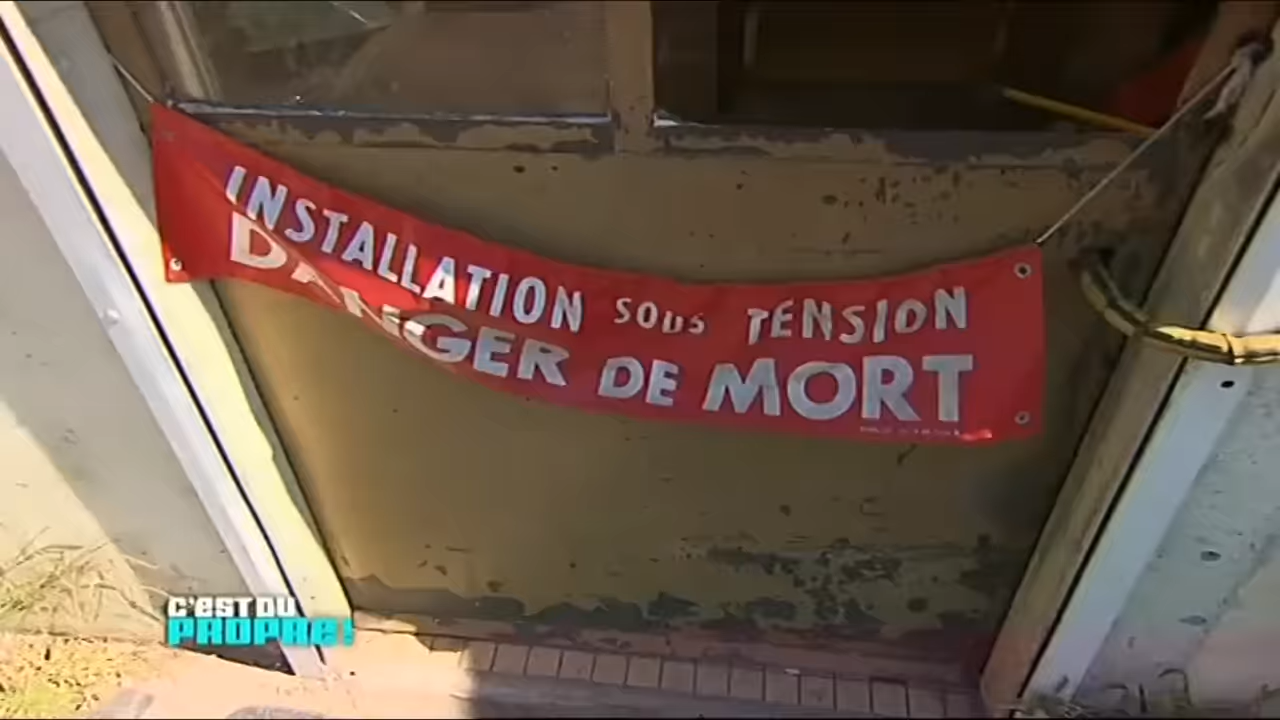 INSTALLATION SOUS TENSION
DANGER DE MORT
C'EST DU
PROPRE!